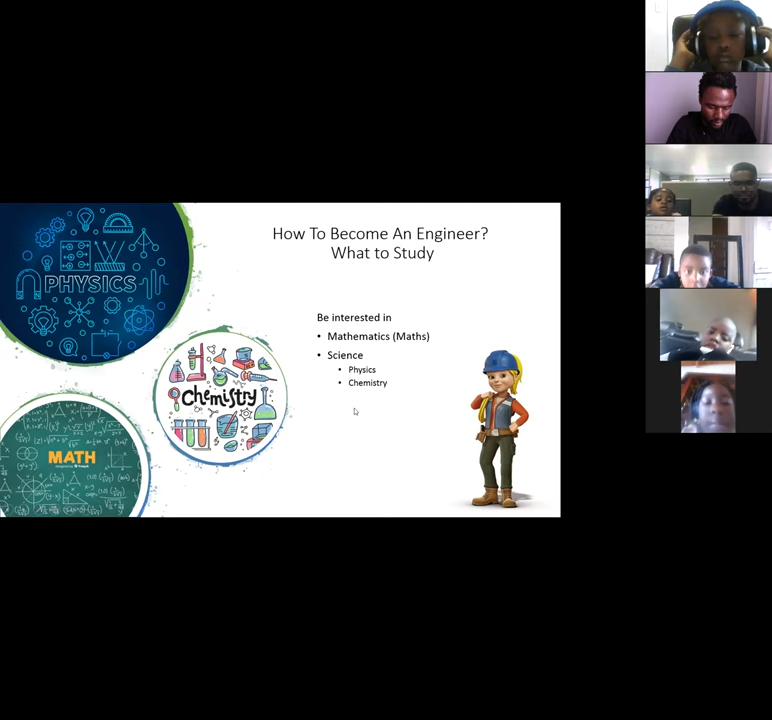 How To Become An Engineer?
What to Study
Be interested in
• Mathematics (Maths)
• Science
• Physics
• Chemistry
PHYSICS
Chemistry
MATH